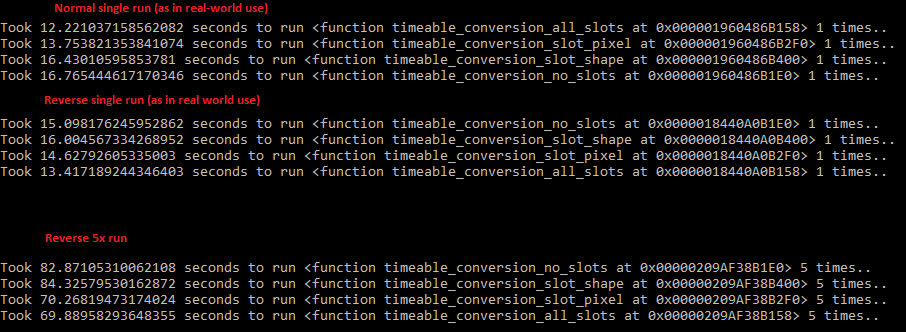 Normal single run (as in real-world use)
Took 12.221037158562082 seconds to run <function timeable_conversion_all_slots at 0x000001960486B158> 1 times..
Took 13.753821353841074 seconds to run <function timeable_conversion_slot_pixel at 0x000001960486B2F0> 1 times..
Took 16.43010595853781 seconds to run <function timeable_conversion_slot_shape at 0x000001960486B400> 1 times..
Took 16.765444617170346 seconds to run <function timeable_conversion_no_slots at 0x000001960486B1E0> 1 times..
Reverse single run (as in real world use)
Took 15.098176245952862 seconds to run <function timeable_conversion_no_slots at 0x0000018440A0B1E0> 1 times..
Took 16.004567334268952 seconds to run <function timeable_conversion_slot_shape at 0x0000018440A0B400> 1 times..
Took 14.62792605335003 seconds to run <function timeable_conversion_slot_pixel at 0x0000018440A0B2F0> 1 times..
Took 13.417189244346403 seconds to run <function timeable_conversion_all_slots at 0x0000018440A0B158> 1 times..
Reverse 5x run
Took 82.87105310062108 seconds to run <function timeable_conversion_no_slots at 0x00000209AF38B1E0> 5 times..
Took 84.32579530162872 seconds to run <function timeable_conversion_slot_shape at 0x00000209AF38B400> 5 times..
Took 70.26819473174024 seconds to run <function timeable_conversion_slot_pixel at 0x00000209AF38B2F0> 5 times..
Took 69.88958293648355 seconds to run <function timeable_conversion_all_slots at 0x00000209AF38B158> 5 times..